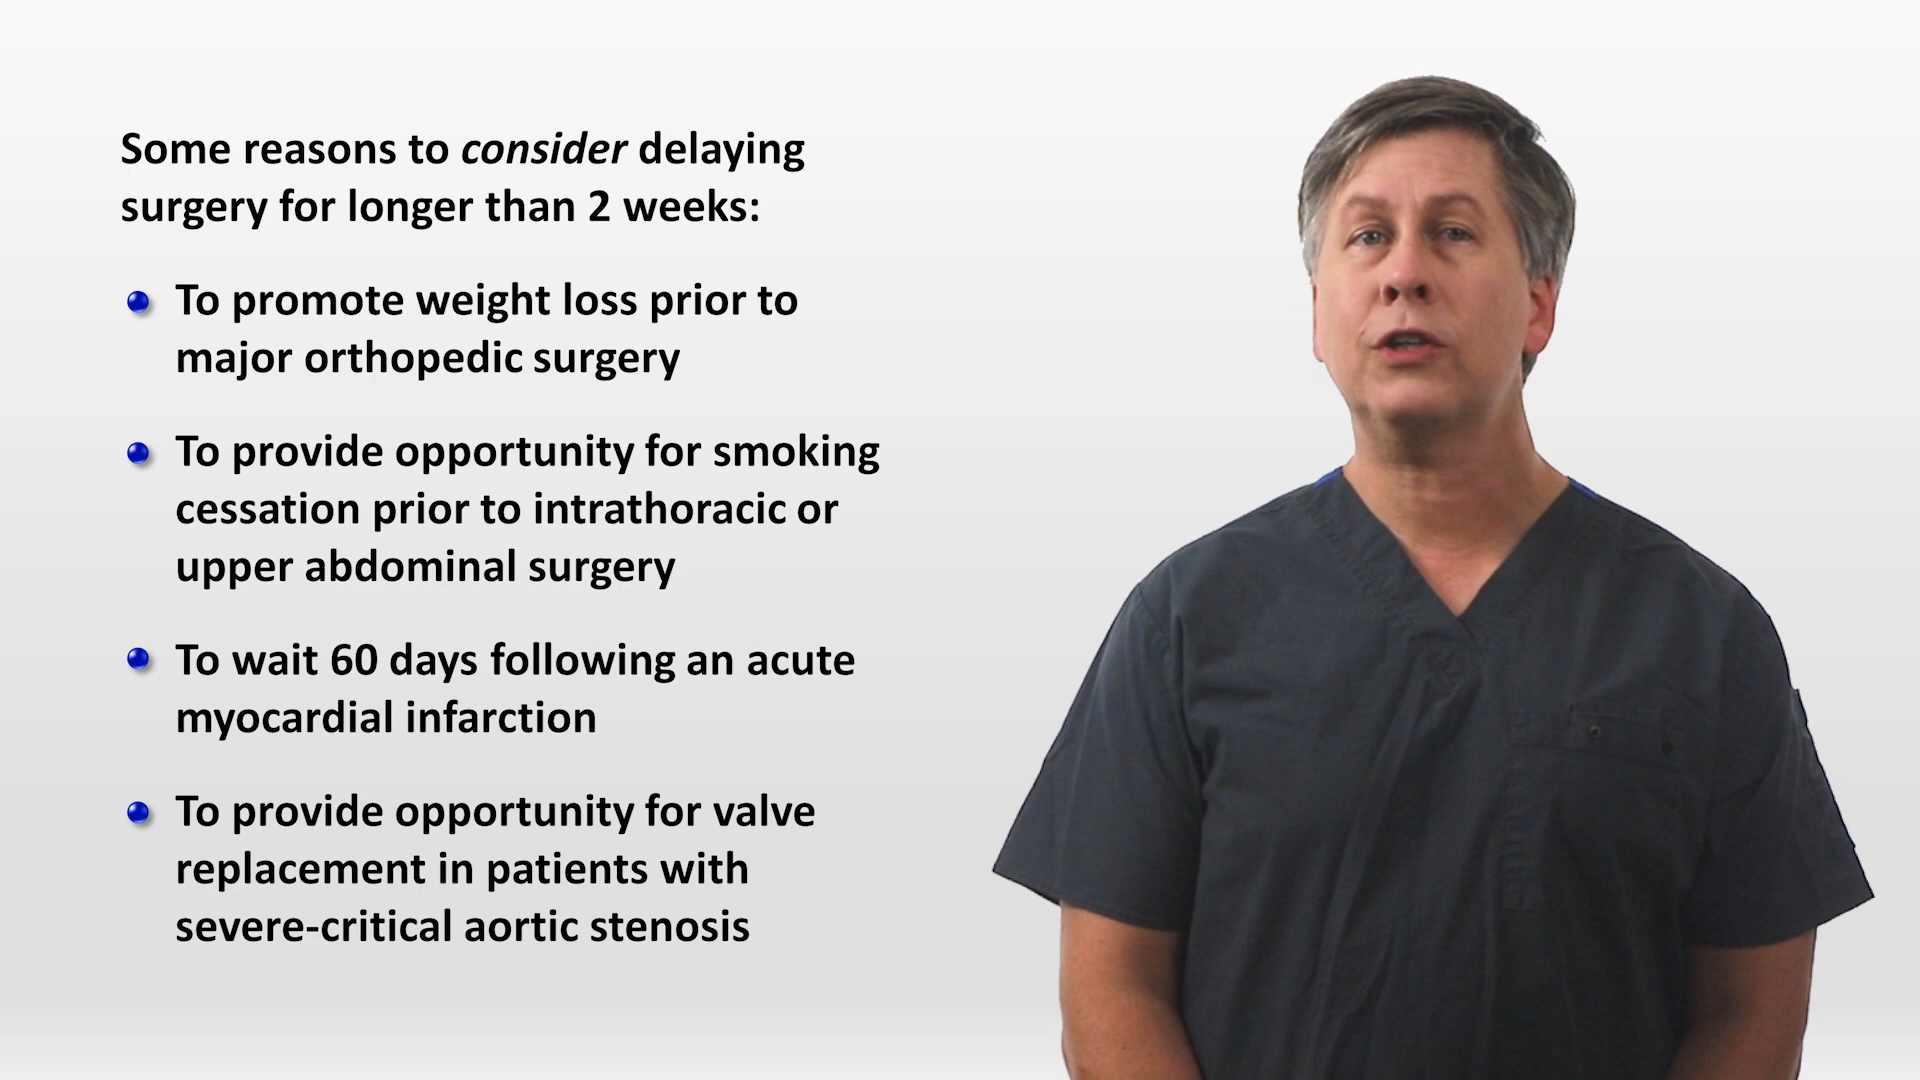 Some reasons to consider delaying
surgery for longer than 2 weeks:
To promote weight loss prior to
major orthopedic surgery
To provide opportunity for smoking
cessation prior to intrathoracic or
upper abdominal surgery
To wait 60 days following an acute
myocardial infarction
To provide opportunity for valve
replacement in patients with
severe-critical aortic stenosis